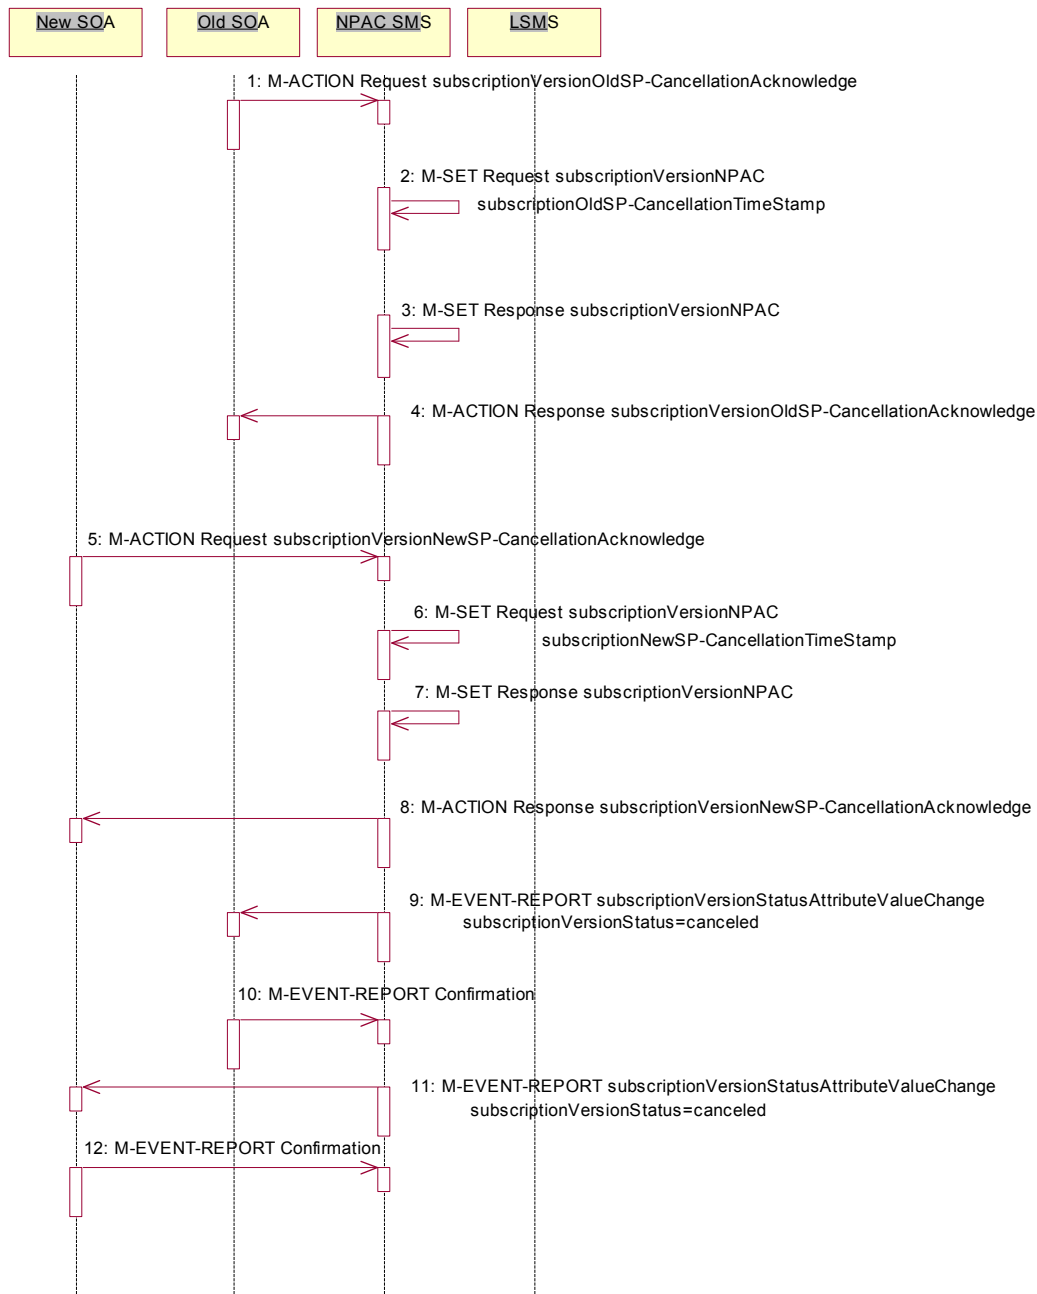 New SOA Old SOA NPAC SMS LSMS
1: M-ACTION Request subscriptionVersionOldSP-CancellationAcknowledge
2: M-SET Request subscriptionVersionNPAC
subscriptionOldSP-CancellationTimeStamp
3: M-SET Response subscriptionVersionNPAC
4: M-ACTION Response subscriptionVersionOldSP-CancellationAcknowledge
5: M-ACTION Request subscriptionVersionNewSP-CancellationAcknowledge
6: M-SET Request subscriptionVersionNPAC
subscriptionNewSP-CancellationTimeStamp
7: M-SET Response subscriptionVersionNPAC
8: M-ACTION Response subscriptionVersionNewSP-CancellationAcknowledge
9: M-EVENT-REPORT subscriptionVersionStatusAttributeValueChange
subscriptionVersionStatus=canceled
10: M-EVENT-REPORT Confirmation
11: M-EVENT-REPORT subscriptionVersionStatusAttributeValueChange
subscriptionVersionStatus=canceled
12: M-EVENT-REPORT Confirmation